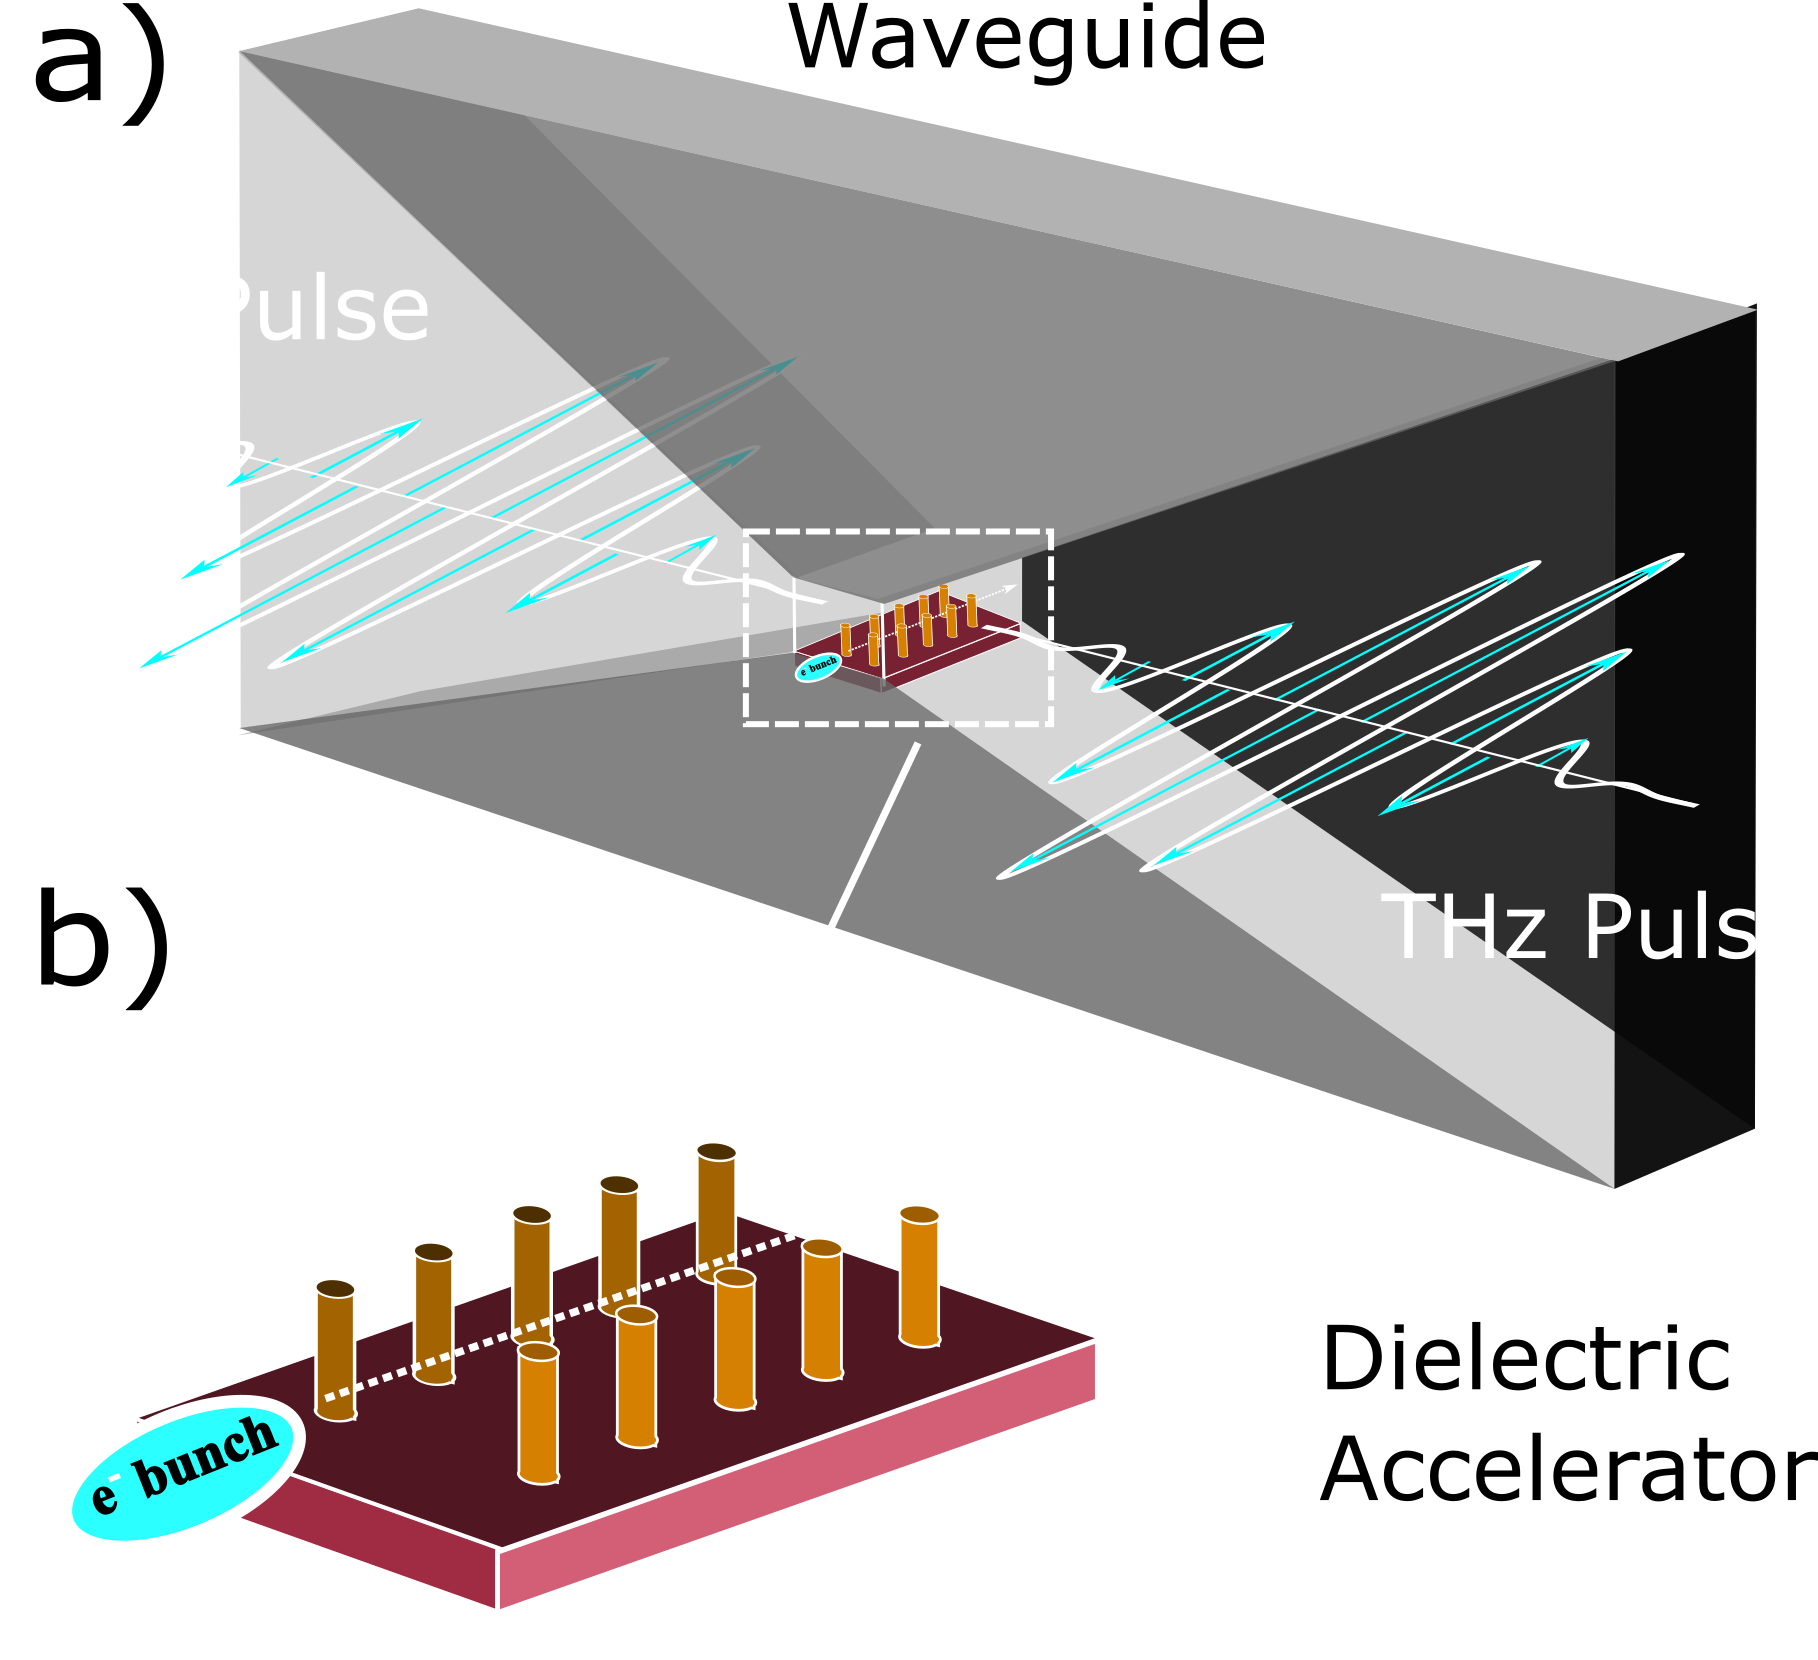 a)
Waveguide
Pulse
THz Puls
b)
e- bunch
e- bunch
Dielectric
Accelerator